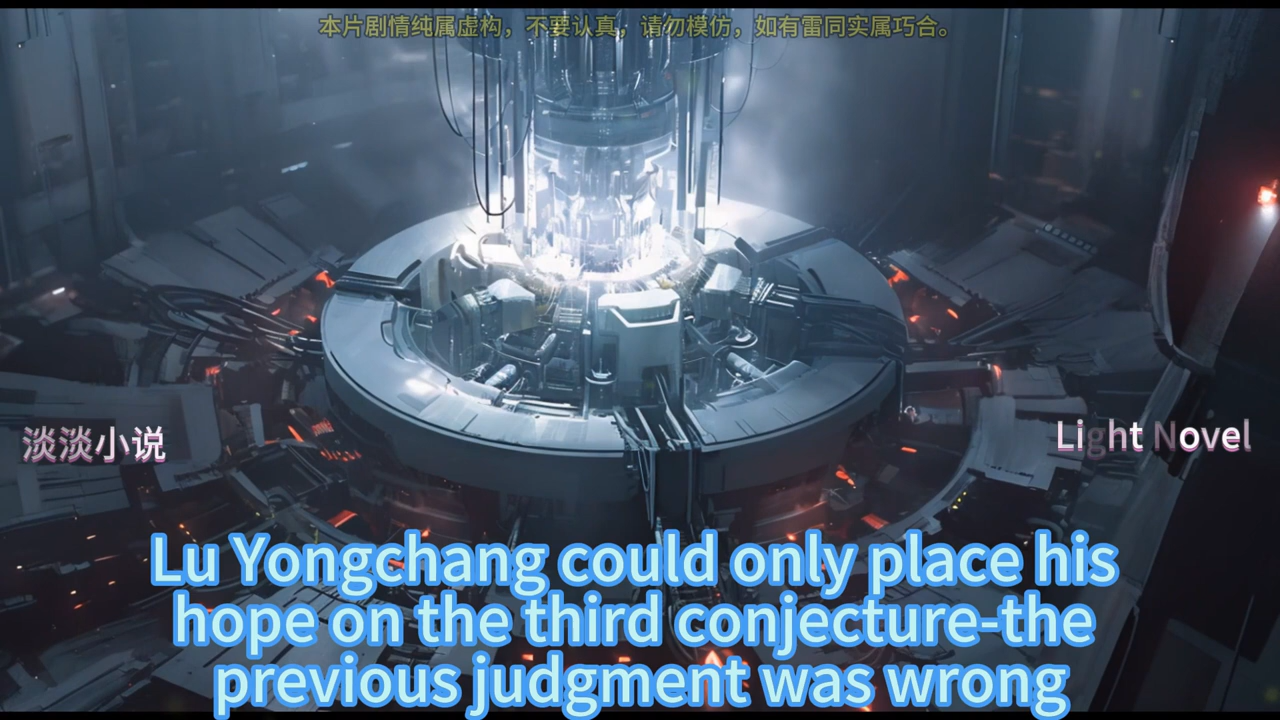 本片剧情纯属虚构，不要认真，请勿模仿，如有雷同实属巧合。
淡淡小说
Light Novel
Lu Yongchang could only place his
hope on the third conjecture-the
previous judgment was wrong